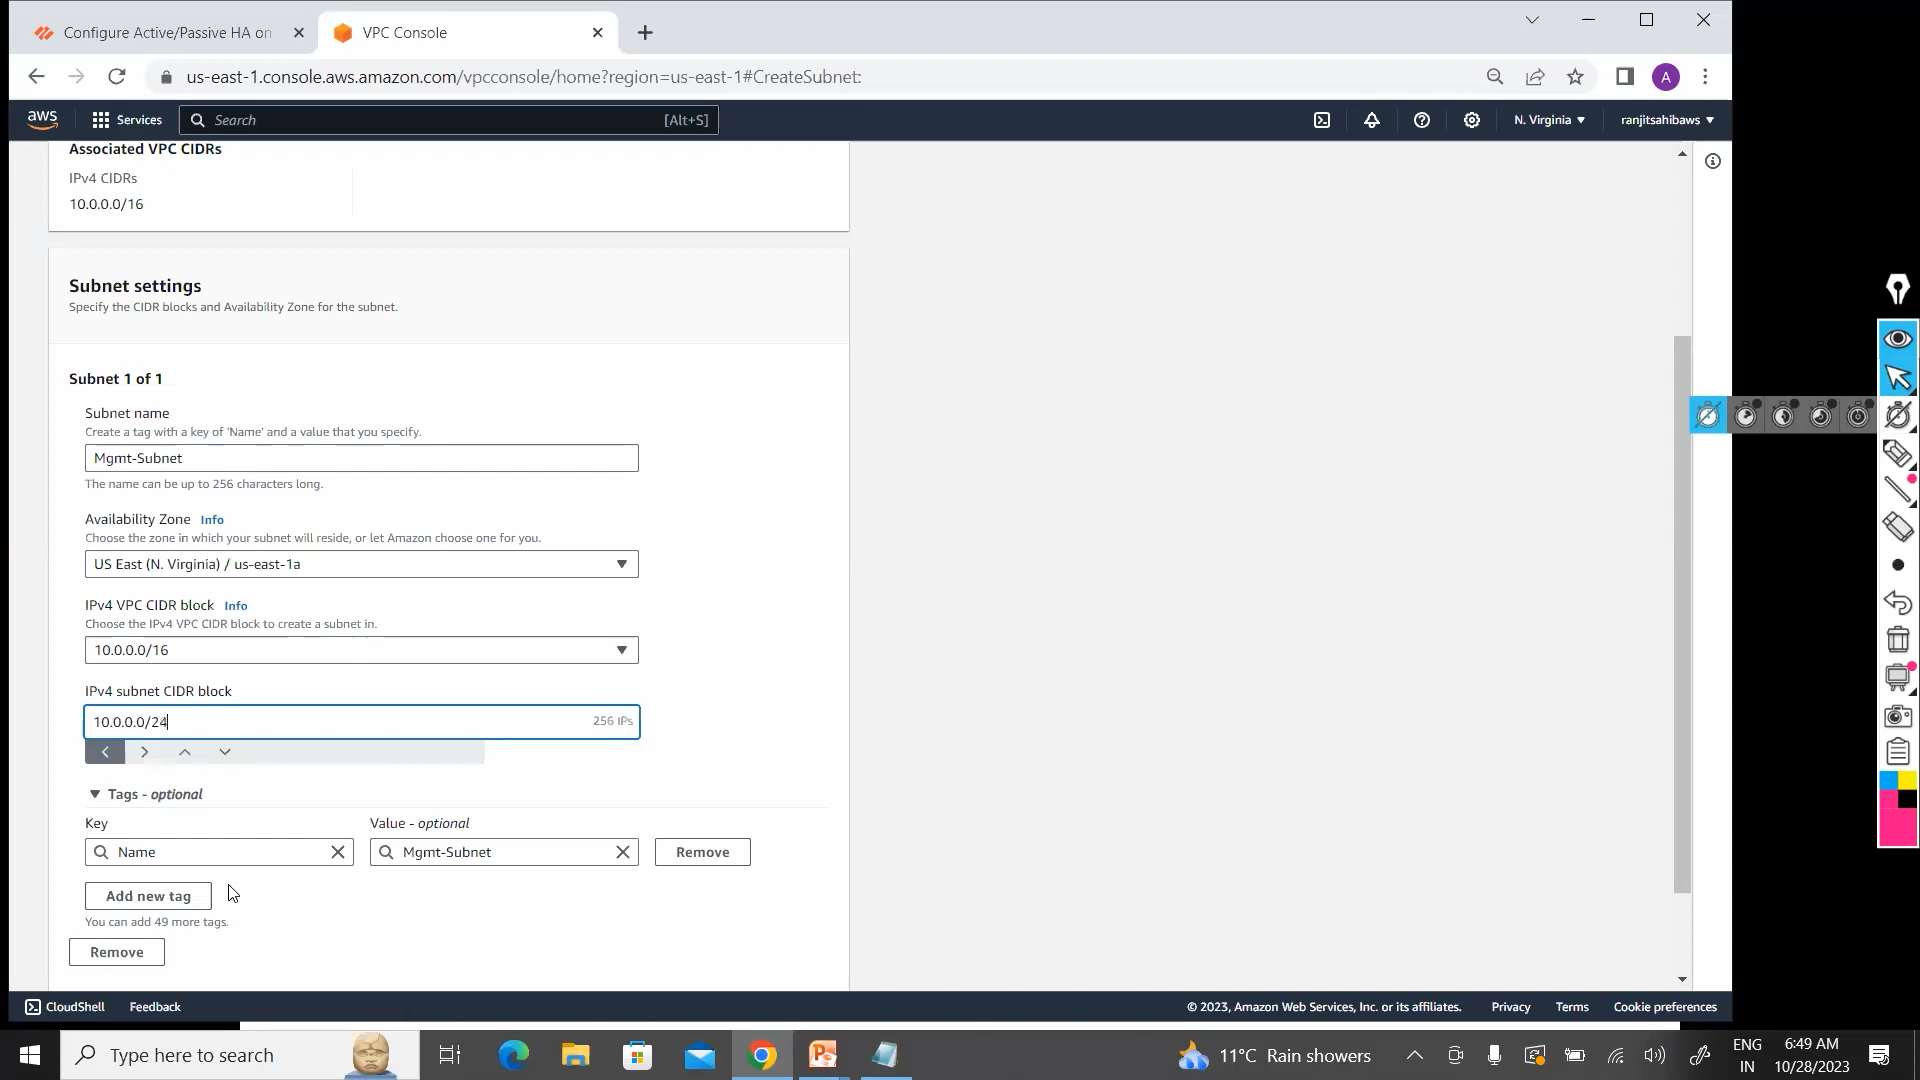 Configure Active/Passive HA on
VPC Console
us-east-1.console.aws.amazon.com/vpcconsole/home?region=us-east-1#CreateSubnet:
A
aws
Services
Search
[Alt+S]
N. Virginia
ranjitsahibaws
Associated VPC CIDRs
IPv4 CIDRs
10.0.0.0/16
Subnet settings
Specify the CIDR blocks and Availability Zone for the subnet.
Subnet 1 of 1
Subnet name
Create a tag with a key of 'Name' and a value that you specify.
Mgmt-Subnet
The name can be up to 256 characters long.
Availability Zone Info
Choose the zone in which your subnet will reside, or let Amazon choose one for you.
US East (N. Virginia) / us-east-1a
IPv4 VPC CIDR block Info
Choose the IPv4 VPC CIDR block to create a subnet in.
10.0.0.0/16
IPv4 subnet CIDR block
10.0.0.0/24 256 IPs
Tags - optional
Key Value - optional
Name Mgmt-Subnet Remove
Add new tag
You can add 49 more tags.
Remove
CloudShell Feedback © 2023, Amazon Web Services, Inc. or its affiliates. Privacy Terms Cookie preferences
Type here to search
11°C Rain showers
ENG
IN
6:49 AM
10/28/2023